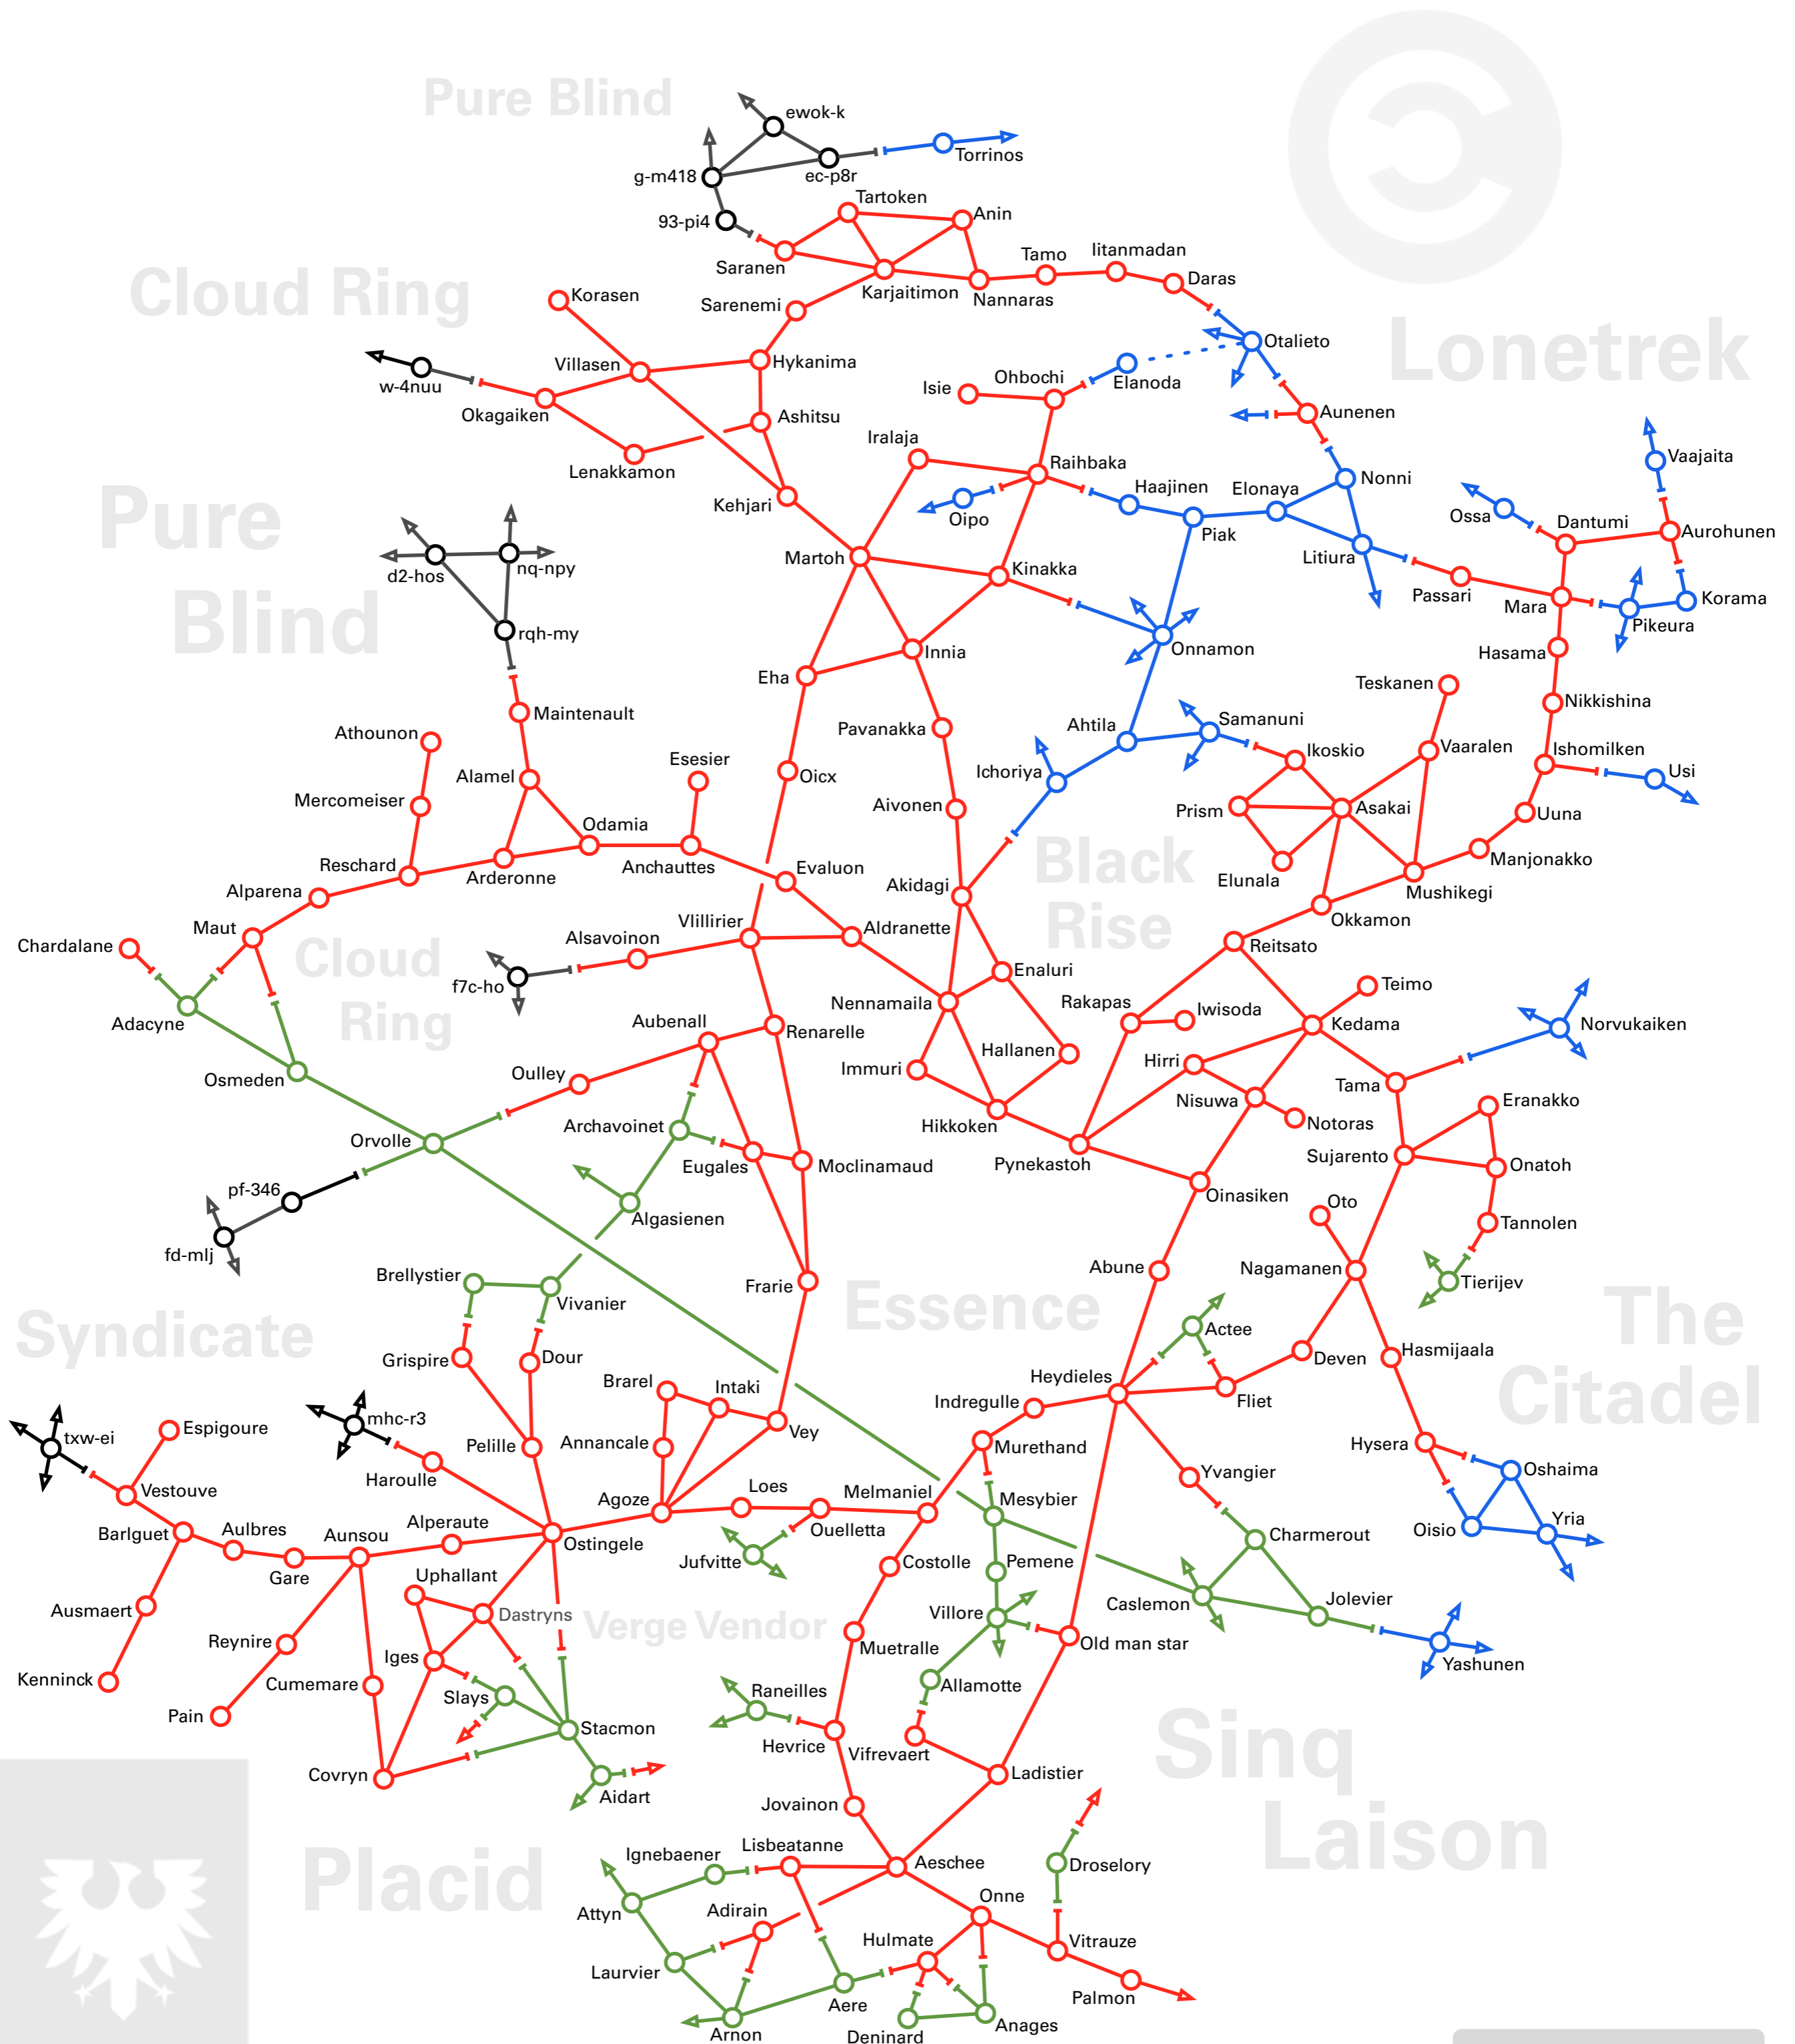 Pure Blind
ewok-k
Torrinos
g-m418
ec-p8r
Tartoken
93-pi4
Anin
Saranen
Tamo
Iitanmadan
Daras
Cloud Ring
Korasen
Sarenemi
Karjaitimon
Nannaras
Otalieto
Lonetrek
Villasen
Hykanima
w-4nuu
Isie
Ohbochi
Elanoda
Okagaiken
Ashitsu
Aunenen
Lenakkamon
Iralaja
Raihbaka
Vaajaita
Kehjari
Oipo
Haajinen
Elonaya
Nonni
Ossa
Dantumi
Aurohunen
Pure
Blind
d2-hos
nq-npy
Martoh
Kinakka
Piak
Litiura
Passari
Mara
Korama
Pikeura
rqh-my
Innia
Onnamon
Hasama
Eha
Teskanen
Maintenault
Nikkishina
Athounon
Pavanakka
Ahtila
Samanuni
Esesier
Ikoskio
Vaaralen
Ishomilken
Alamel
Oicx
Ichoriya
Usi
Mercomeiser
Aivonen
Prism
Asakai
Uuna
Odamia
Black
Rise
Manjonakko
Reschard
Arderonne
Anchauttes
Evaluon
Akidagi
Elunala
Mushikegi
Alparena
Okkamon
Maut
Vlillirier
Aldranette
Chardalane
Cloud
Ring
Alsavoinon
Reitsato
f7c-ho
Enaluri
Teimo
Adacyne
Nennamaila
Rakapas
Iwisoda
Aubenall
Renarelle
Kedama
Norvukaiken
Hallanen
Osmeden
Oulley
Immuri
Hirri
Tama
Nisuwa
Eranakko
Archavoinet
Hikkoken
Notoras
Orvolle
Eugales
Moclinamaud
Pynekastoh
Sujarento
Onatoh
pf-346
Oinasiken
Oto
Algasienen
Tannolen
fd-mlj
Brellystier
Frarie
Abune
Nagamanen
Tierijev
Vivanier
Essence
The
Citadel
Syndicate
Actee
Grispire
Dour
Deven
Hasmijaala
Brarel
Intaki
Heydieles
Indregulle
Fliet
mhc-r3
Espigoure
txw-ei
Pelille
Annancale
Vey
Murethand
Hysera
Haroulle
Yvangier
Oshaima
Vestouve
Loes
Melmaniel
Agoze
Mesybier
Barlguet
Aulbres
Aunsou
Alperaute
Ouelletta
Oisio
Yria
Ostingele
Charmerout
Gare
Jufvitte
Costolle
Pemene
Uphallant
Caslemon
Jolevier
Ausmaert
Dastryns
Verge Vendor
Villore
Reynire
Muetralle
Old man star
Iges
Yashunen
Kenninck
Cumemare
Slays
Raneilles
Allamotte
Pain
Stacmon
Sinq
Laison
Hevrice
Vifrevaert
Covryn
Ladistier
Aidart
Jovainon
Placid
Lisbeatanne
Ignebaener
Aeschee
Droselory
Onne
Attyn
Adirain
Hulmate
Vitrauze
Laurvier
Aere
Palmon
Arnon
Deninard
Anages